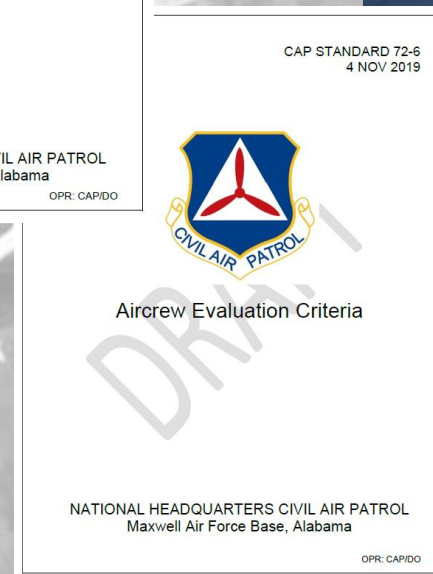 CAP STANDARD 72-6
4 NOV 2019
IL AIR PATROL
labama
OPR: CAP/DO
CIVIL AIR PATROL
DRAFT
Aircrew Evaluation Criteria
NATIONAL HEADQUARTERS CIVIL AIR PATROL
Maxwell Air Force Base, Alabama
OPR: CAP/DO